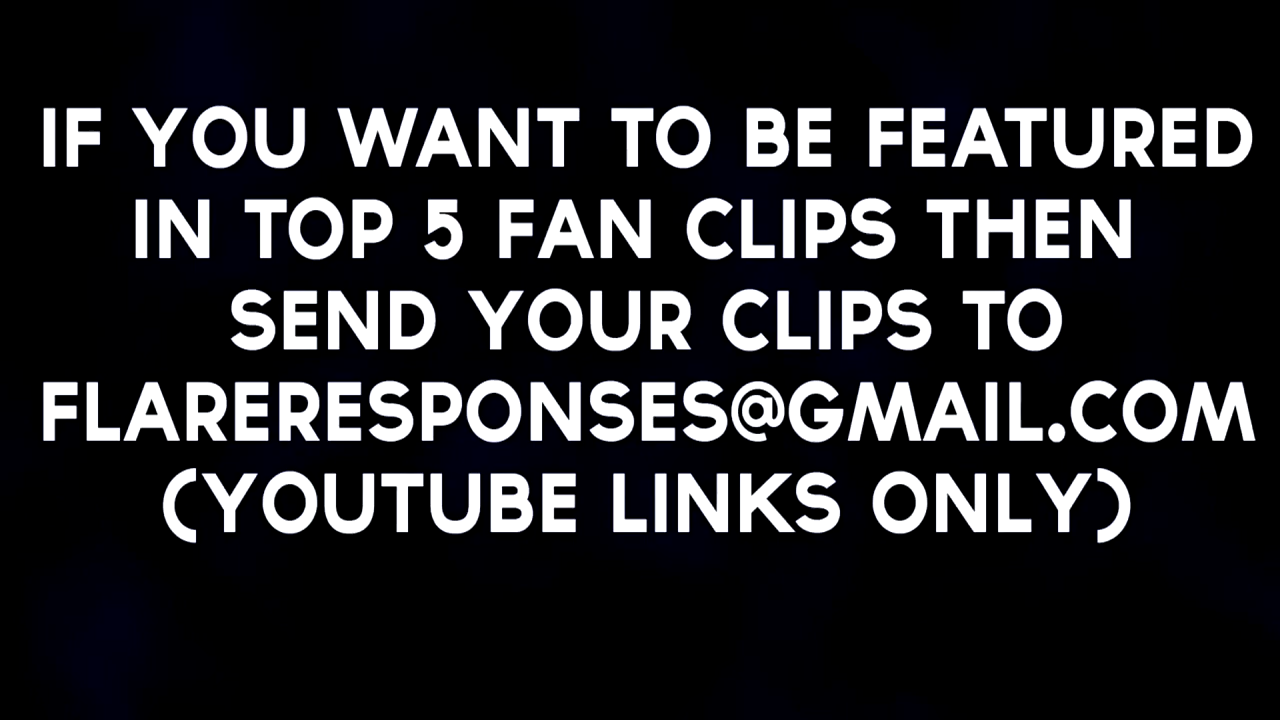 IF YOU WANT TO BE FEATURED
IN TOP 5 FAN CLIPS THEN
SEND YOUR CLIPS TO
FLARERESPONSES@GMAIL.COM
(YOUTUBE LINKS ONLY)